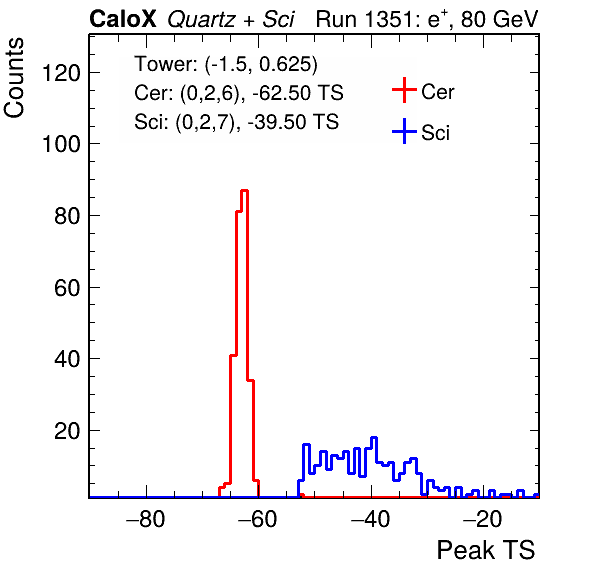 CaloX Quartz + Sci Run 1351: e⁺, 80 GeV
Counts
Tower: (-1.5, 0.625)
Cer: (0,2,6), -62.50 TS
Sci: (0,2,7), -39.50 TS
Cer
Sci
120
100
80
60
40
20
−80 −60 −40 −20
Peak TS